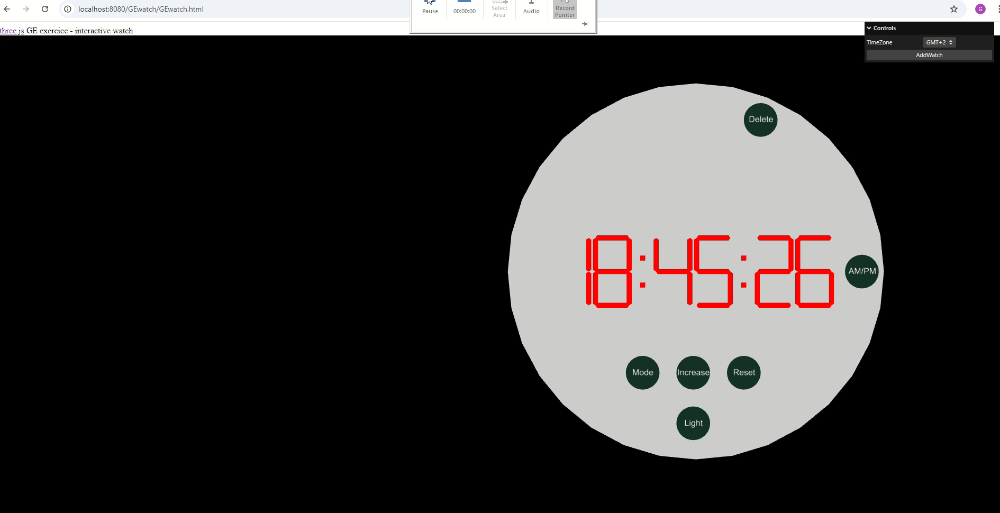 localhost:8080/GEwatch/GEwatch.html
G
Pause
00:00:00
Select Area
Audio
Record Pointer
three.js GE exercice - interactive watch
Controls
TimeZone GMT+2
AddWatch
Delete
18:45:26
AM/PM
Mode Increase Reset
Light